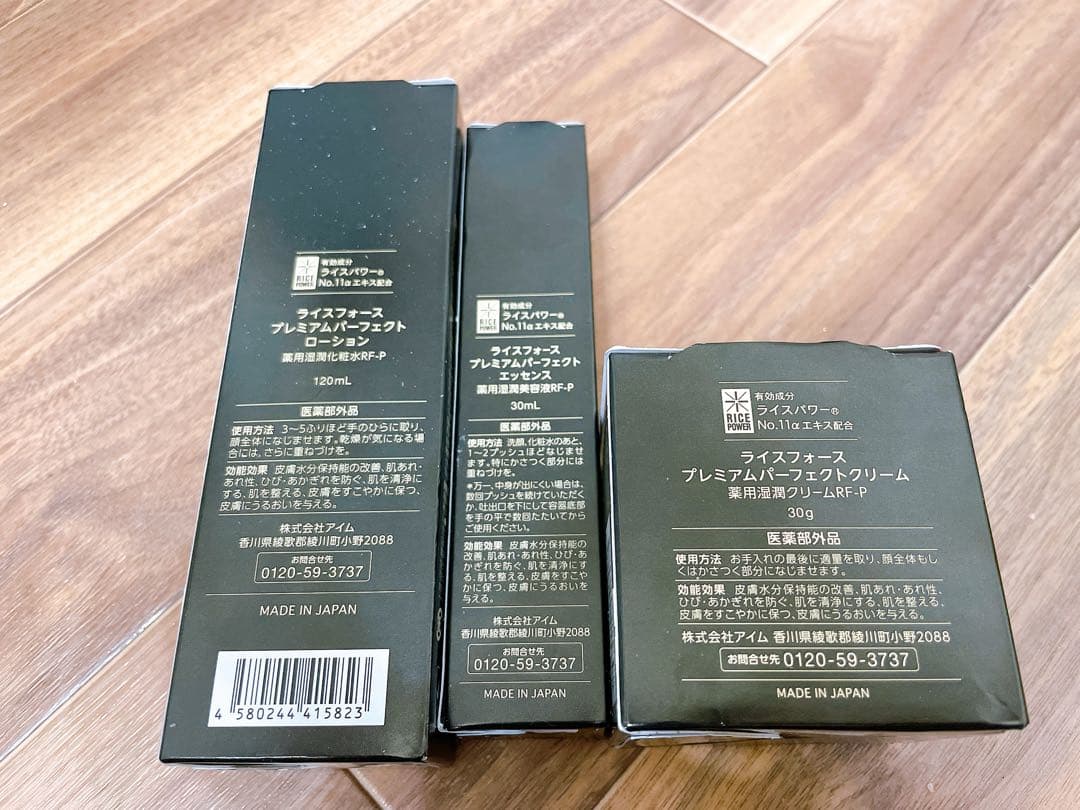 RICE
POWER
有効成分
ライスパワー®
No.11αエキス配合
ライスフォース
プレミアムパーフェクト
ローション
薬用湿潤化粧水RF-P
120mL
医薬部外品
使用方法 3〜5ふりほど手のひらに取り、
顔全体になじませます。乾燥が気になる場
合には、さらに重ねづけを。
効能効果 皮膚水分保持能の改善、肌あれ・
あれ性、ひび・あかぎれを防ぐ、肌を清浄に
する、肌を整える、皮膚をすこやかに保つ、
皮膚にうるおいを与える。
株式会社アイム
香川県綾歌郡綾川町小野2088
お問合せ先
0120-59-3737
MADE IN JAPAN
4 580244 415823
RICE
POWER
有効成分
ライスパワー®
No.11αエキス配合
ライスフォース
プレミアムパーフェクト
エッセンス
薬用湿潤美容液RF-P
30mL
医薬部外品
使用方法 洗顔、化粧水のあと、
1〜2プッシュほどなじませ
ます。特にかさつく部分には
重ねづけを。
※万一、中身が出にくい場合は、
数回プッシュを続けていただく
か、吐出口を下にして容器底部
を手の平で数回たたいてから
ご使用ください。
効能効果 皮膚水分保持能の
改善、肌あれ・あれ性、ひび・あ
かぎれを防ぐ、肌を清浄にす
る、肌を整える、皮膚をすこや
かに保つ、皮膚にうるおいを
与える。
株式会社アイム
香川県綾歌郡綾川町小野2088
お問合せ先
0120-59-3737
MADE IN JAPAN
RICE
POWER
有効成分
ライスパワー®
No.11αエキス配合
ライスフォース
プレミアムパーフェクトクリーム
薬用湿潤クリームRF-P
30g
医薬部外品
使用方法 お手入れの最後に適量を取り、顔全体もし
くはかさつく部分になじませます。
効能効果 皮膚水分保持能の改善、肌あれ・あれ性、
ひび・あかぎれを防ぐ、肌を清浄にする、肌を整える、
皮膚をすこやかに保つ、皮膚にうるおいを与える。
株式会社アイム 香川県綾歌郡綾川町小野2088
お問合せ先 0120-59-3737
MADE IN JAPAN